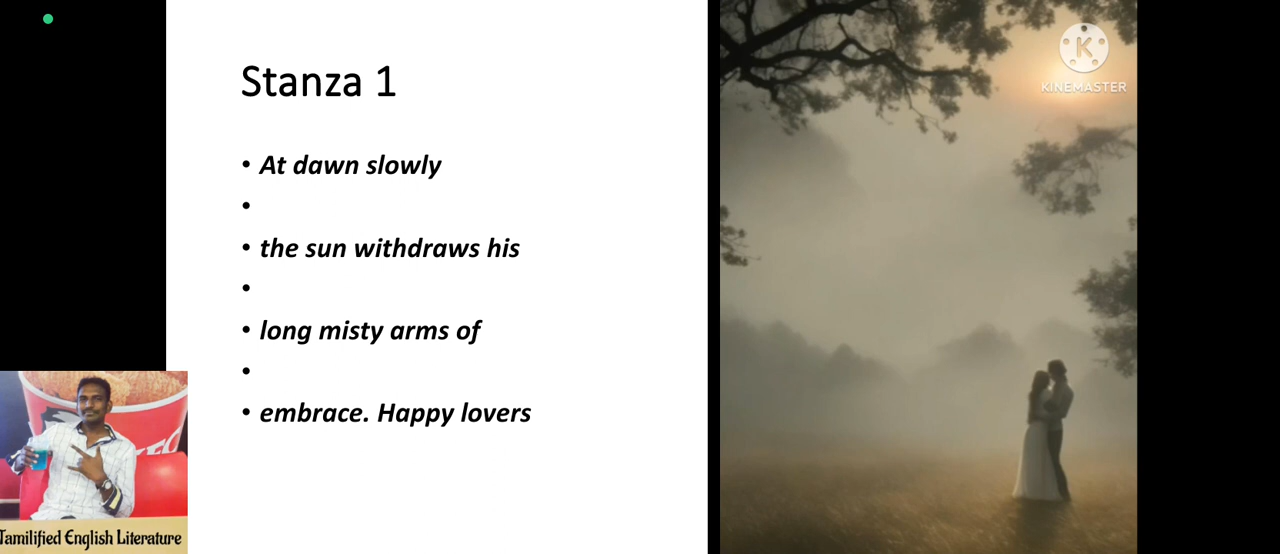 Stanza 1
• At dawn slowly
•
• the sun withdraws his
•
• long misty arms of
•
• embrace. Happy lovers
K
KINEMASTER
Tamilified English Literature